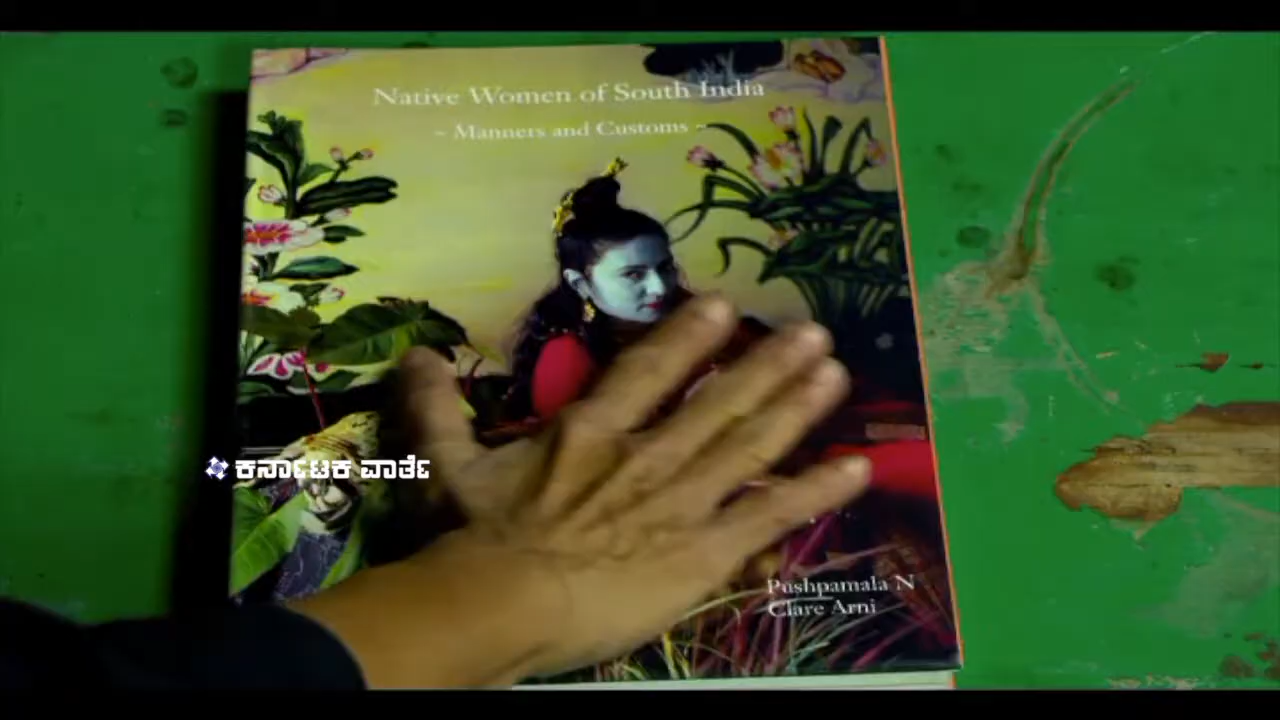 Native Women of South India
~ Manners and Customs ~
ಕರ್ನಾಟಕ ವಾರ್ತೆ
Pushpamala N
Clare Arni